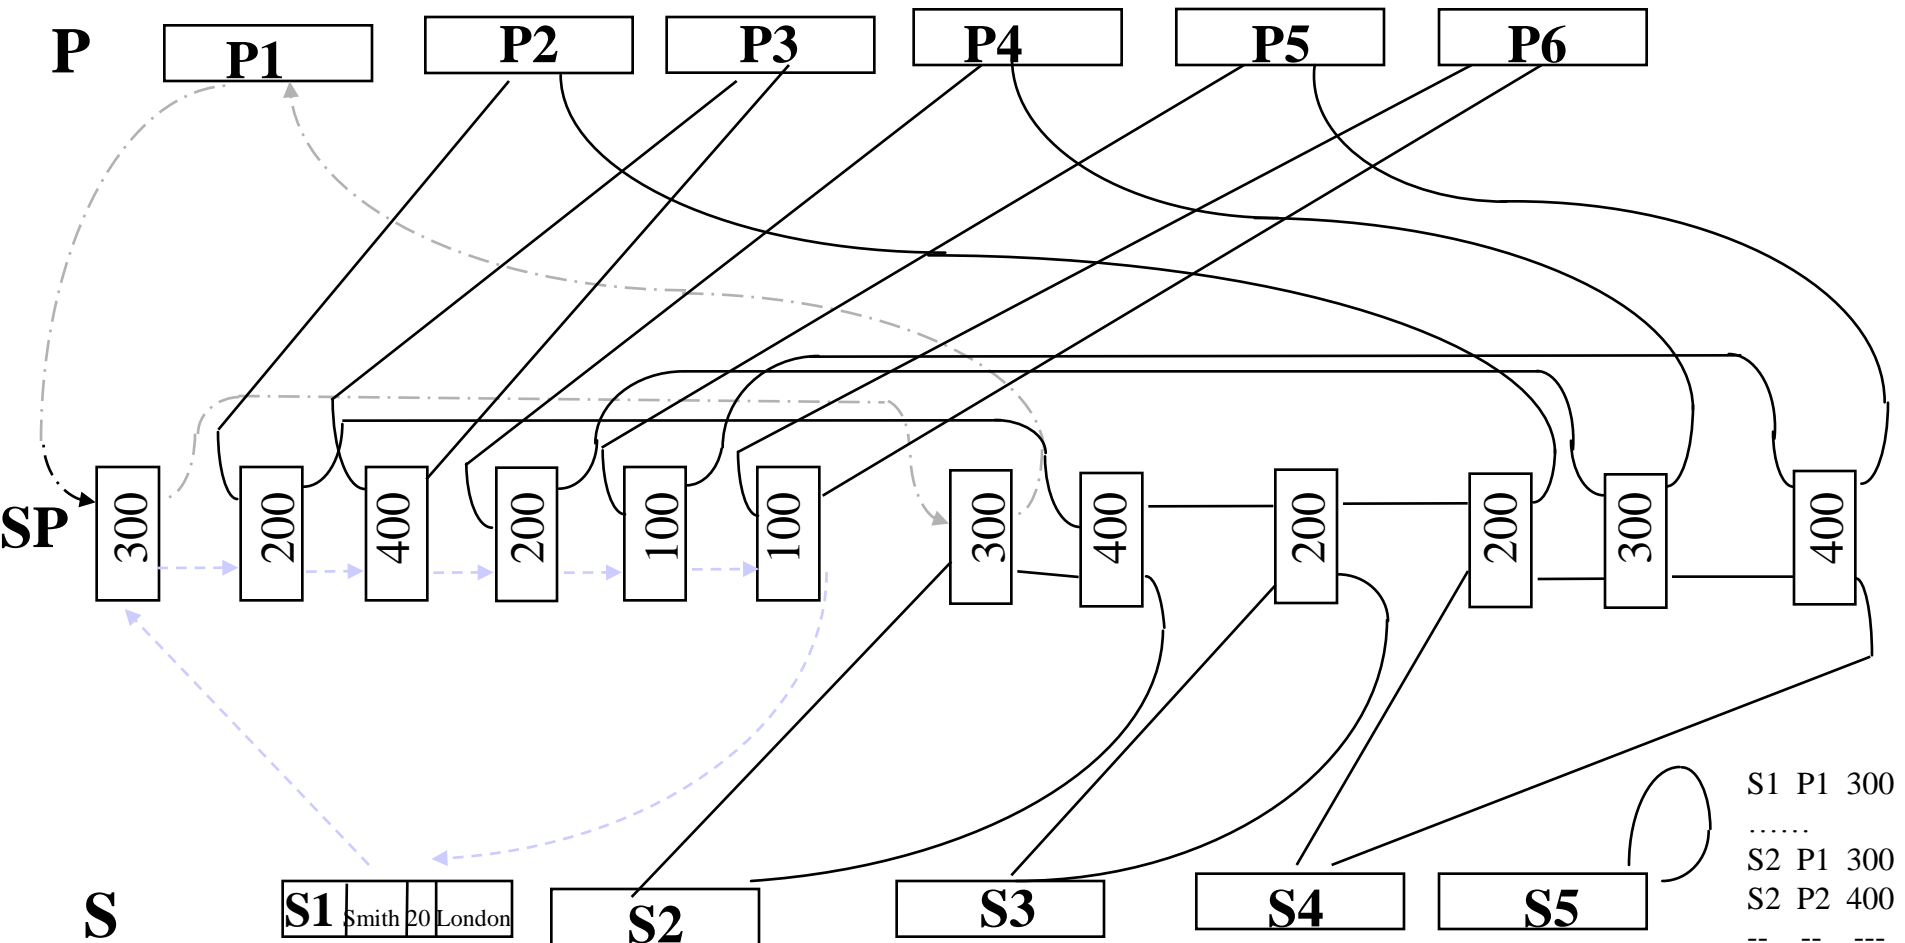 P P1 P2 P3 P4 P5 P6
SP 300 200 400 200 100 100 300 400 200 200 300 400
S1 P1 300
......
S2 P1 300
S2 P2 400
-- -- ---
S S1 Smith 20 London S2 S3 S4 S5